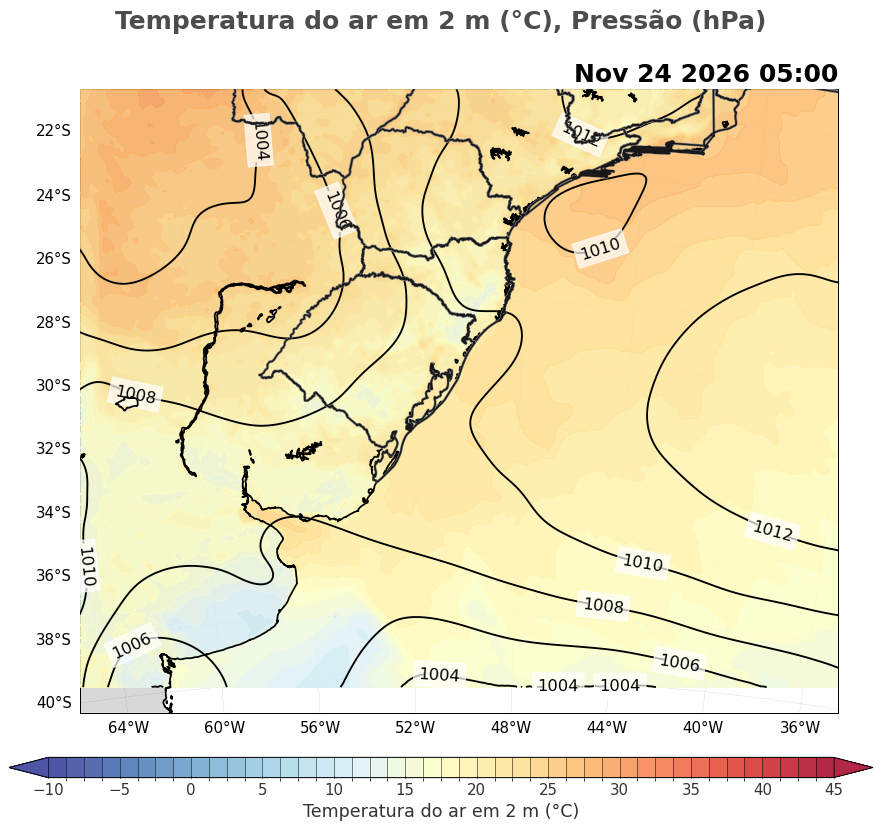 Temperatura do ar em 2 m (°C), Pressão (hPa)
Nov 24 2026 05:00
22°S
24°S
26°S
28°S
30°S
32°S
34°S
36°S
38°S
40°S
1004
1006
1012
1010
1008
1010
1006
1012
1010
1008
1006
1004
1004
1004
64°W 60°W 56°W 52°W 48°W 44°W 40°W 36°W
−10 −5 0 5 10 15 20 25 30 35 40 45
Temperatura do ar em 2 m (°C)